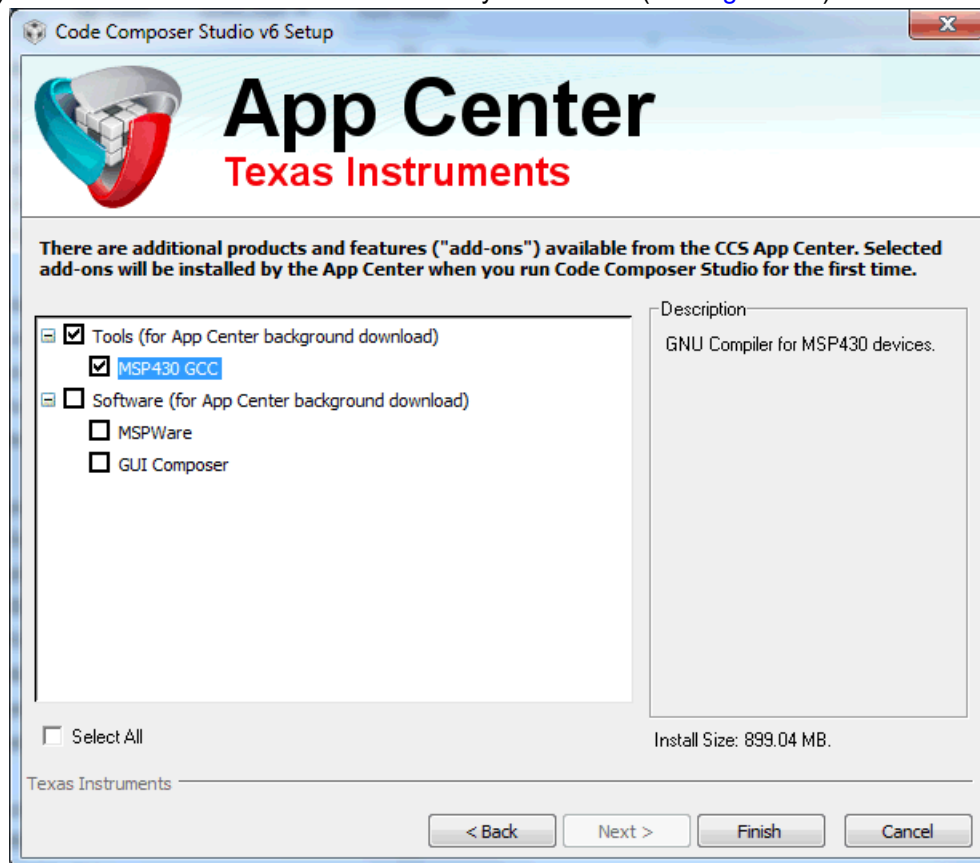 Code Composer Studio v6 Setup
App Center
Texas Instruments
There are additional products and features ("add-ons") available from the CCS App Center. Selected
add-ons will be installed by the App Center when you run Code Composer Studio for the first time.
Tools (for App Center background download)
MSP430 GCC
Software (for App Center background download)
MSPWare
GUI Composer
Description
GNU Compiler for MSP430 devices.
Select All
Install Size: 899.04 MB.
Texas Instruments
< Back
Next >
Finish
Cancel